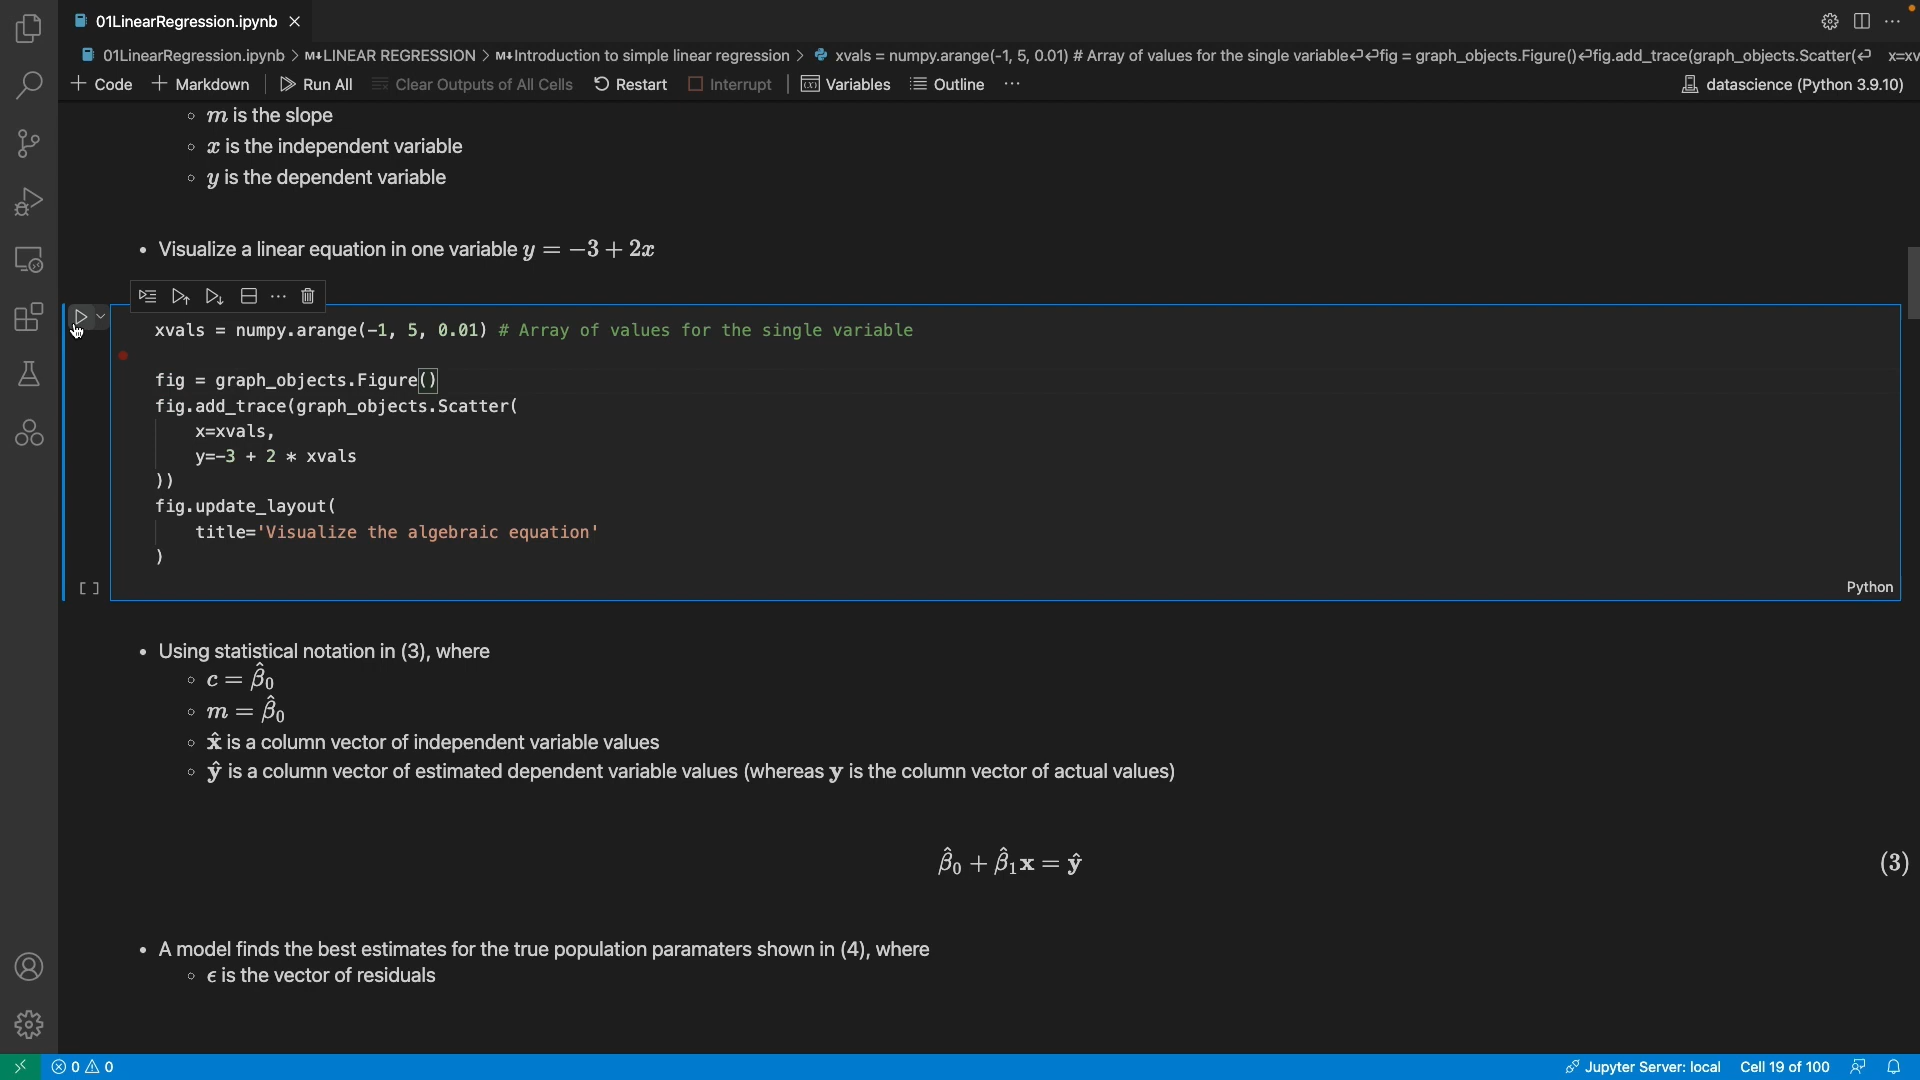 01LinearRegression.ipynb
01LinearRegression.ipynb > M↓LINEAR REGRESSION > M↓Introduction to simple linear regression > xvals = numpy.arange(-1, 5, 0.01) # Array of values for the single variable↵↵fig = graph_objects.Figure()↵fig.add_trace(graph_objects.Scatter(↵ x=xv
+ Code + Markdown Run All Clear Outputs of All Cells Restart Interrupt Variables Outline ··· datascience (Python 3.9.10)
m is the slope
x is the independent variable
y is the dependent variable
• Visualize a linear equation in one variable y = −3 + 2x
xvals = numpy.arange(-1, 5, 0.01) # Array of values for the single variable
fig = graph_objects.Figure()
fig.add_trace(graph_objects.Scatter(
x=xvals,
y=-3 + 2 * xvals
))
fig.update_layout(
title='Visualize the algebraic equation'
)
[ ]
Python
• Using statistical notation in (3), where
c = β̂₀
m = β̂₀
x̂ is a column vector of independent variable values
ŷ is a column vector of estimated dependent variable values (whereas y is the column vector of actual values)
β̂₀ + β̂₁x = ŷ (3)
• A model finds the best estimates for the true population paramaters shown in (4), where
ϵ is the vector of residuals
0 0 Jupyter Server: local Cell 19 of 100